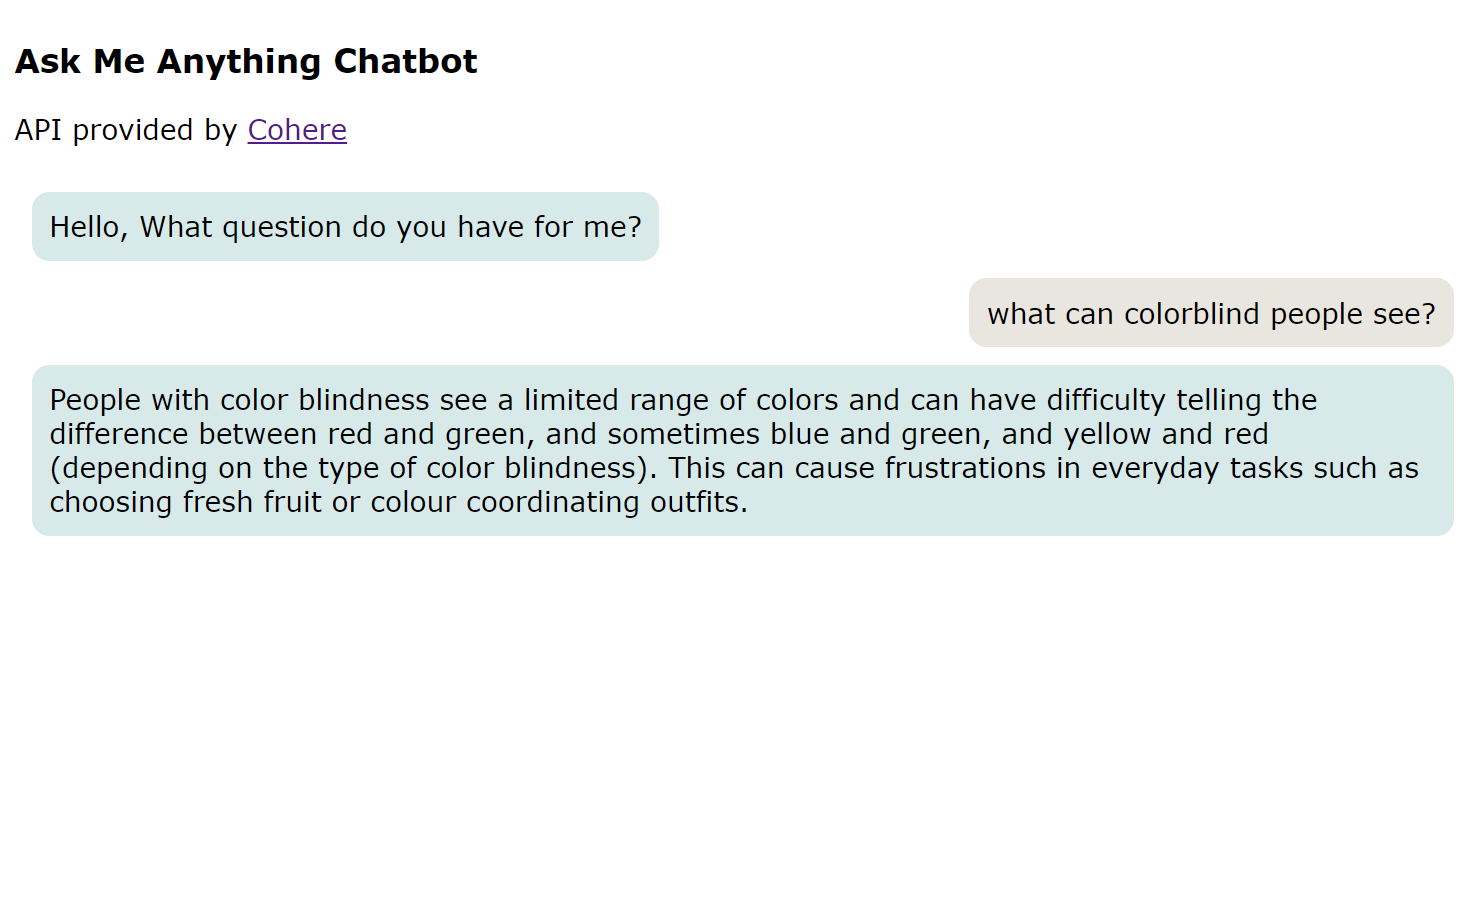 Ask Me Anything Chatbot
API provided by Cohere
Hello, What question do you have for me?
what can colorblind people see?
People with color blindness see a limited range of colors and can have difficulty telling the
difference between red and green, and sometimes blue and green, and yellow and red
(depending on the type of color blindness). This can cause frustrations in everyday tasks such as
choosing fresh fruit or colour coordinating outfits.